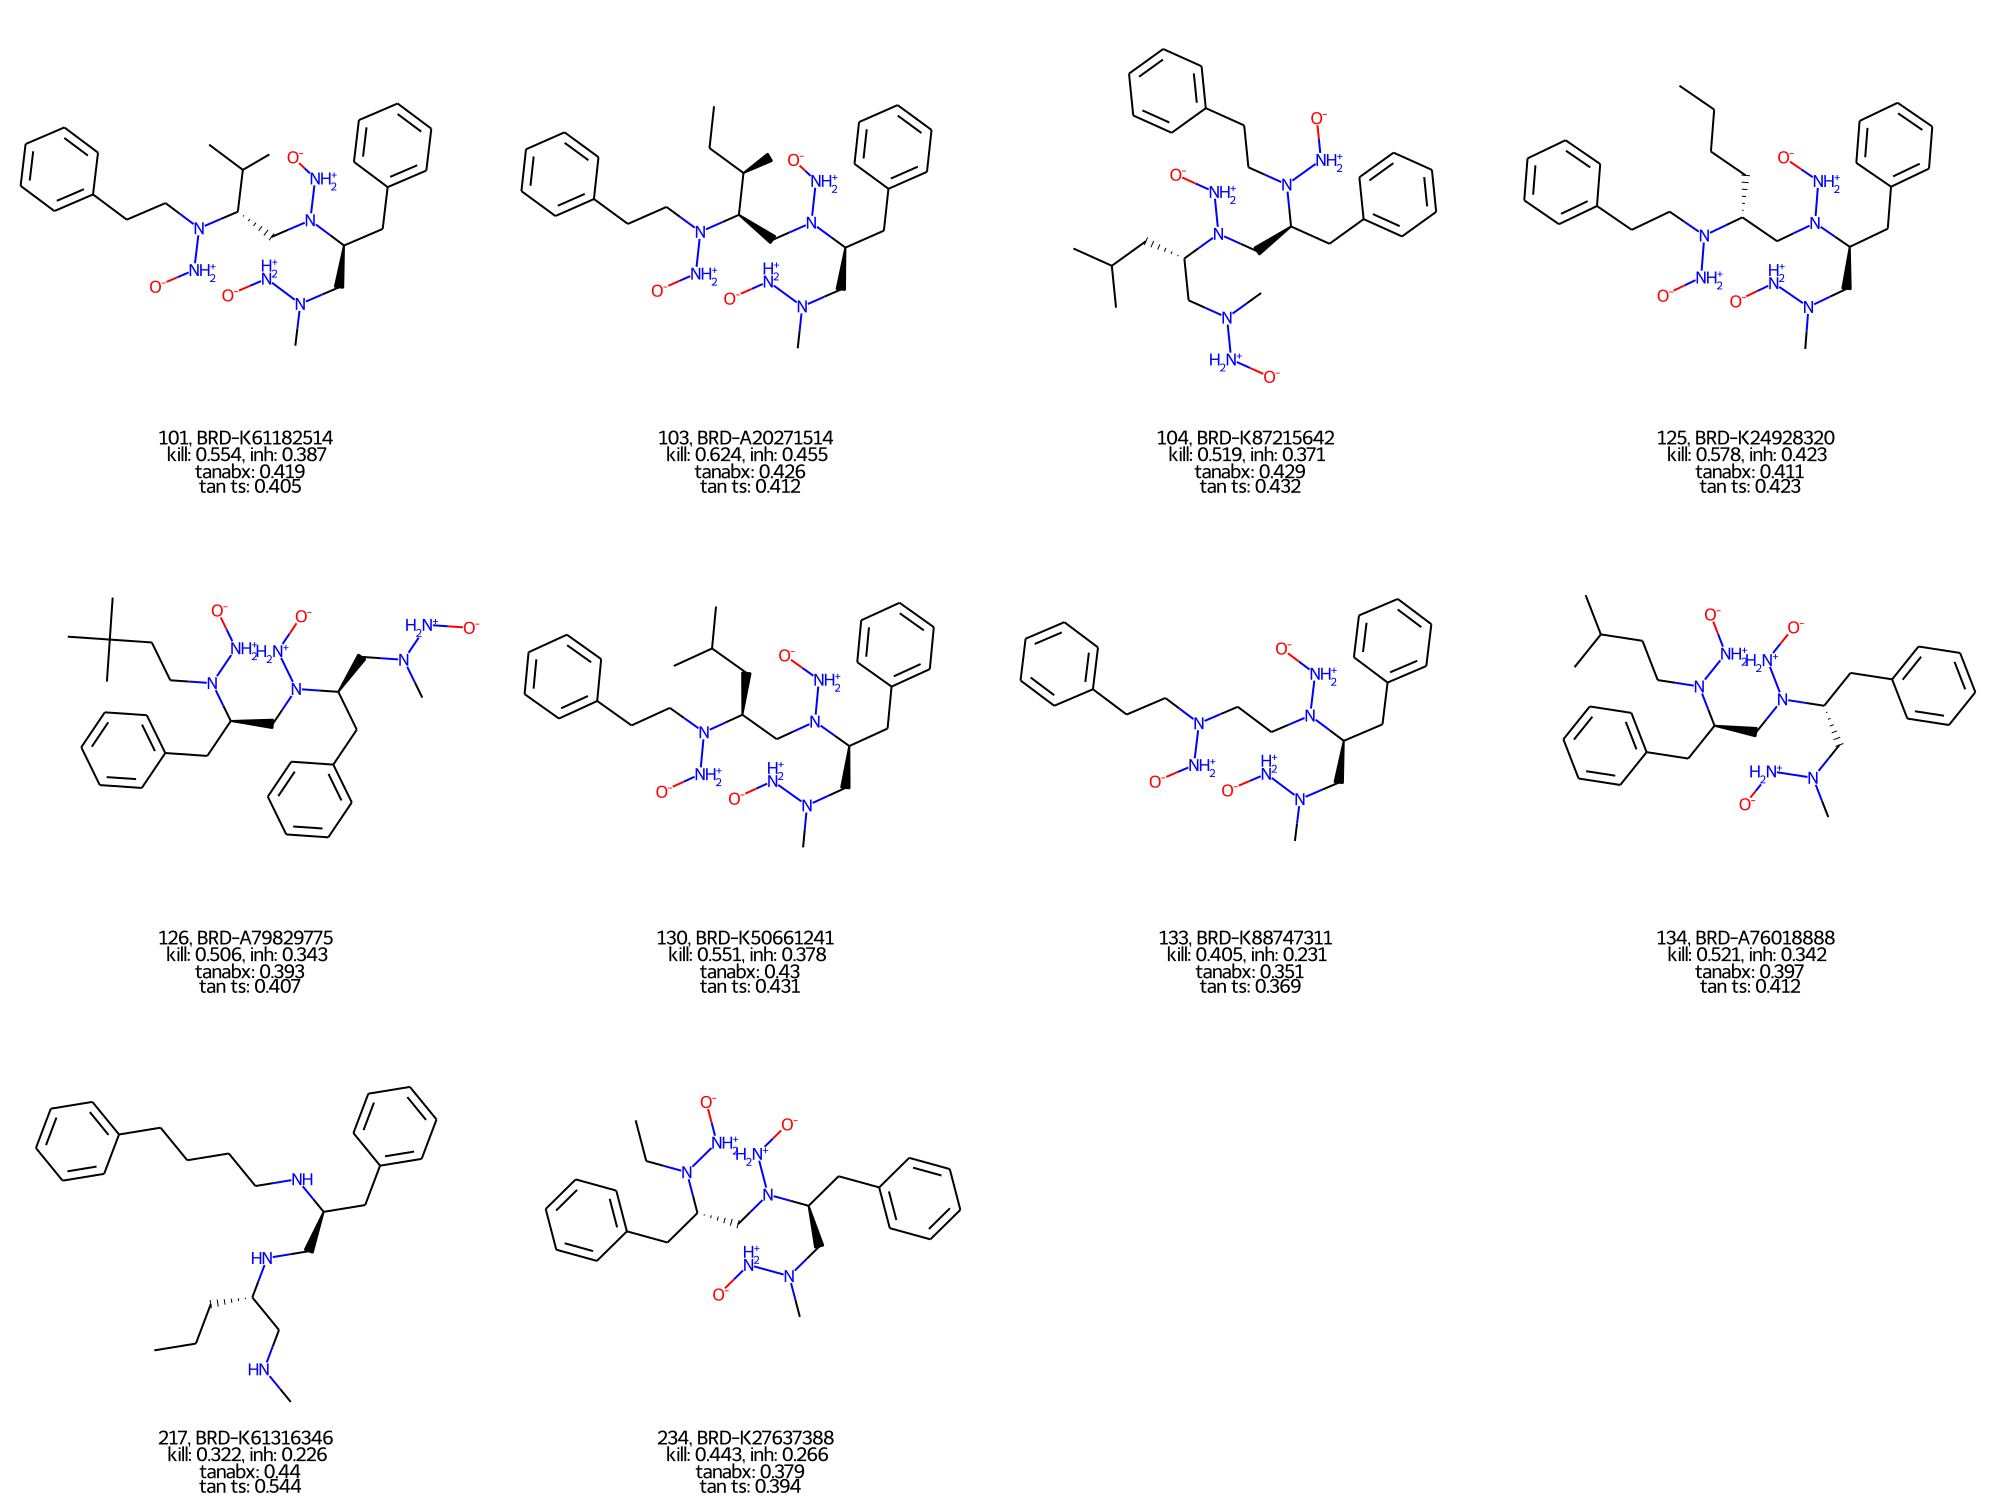 101, BRD-K61182514
kill: 0.554, inh: 0.387
tanabx: 0.419
tan ts: 0.405
103, BRD-A20271514
kill: 0.624, inh: 0.455
tanabx: 0.426
tan ts: 0.412
104, BRD-K87215642
kill: 0.519, inh: 0.371
tanabx: 0.429
tan ts: 0.432
125, BRD-K24928320
kill: 0.578, inh: 0.423
tanabx: 0.411
tan ts: 0.423
126, BRD-A79829775
kill: 0.506, inh: 0.343
tanabx: 0.393
tan ts: 0.407
130, BRD-K50661241
kill: 0.551, inh: 0.378
tanabx: 0.43
tan ts: 0.431
133, BRD-K88747311
kill: 0.405, inh: 0.231
tanabx: 0.351
tan ts: 0.369
134, BRD-A76018888
kill: 0.521, inh: 0.342
tanabx: 0.397
tan ts: 0.412
217, BRD-K61316346
kill: 0.322, inh: 0.226
tanabx: 0.44
tan ts: 0.544
234, BRD-K27637388
kill: 0.443, inh: 0.266
tanabx: 0.379
tan ts: 0.394